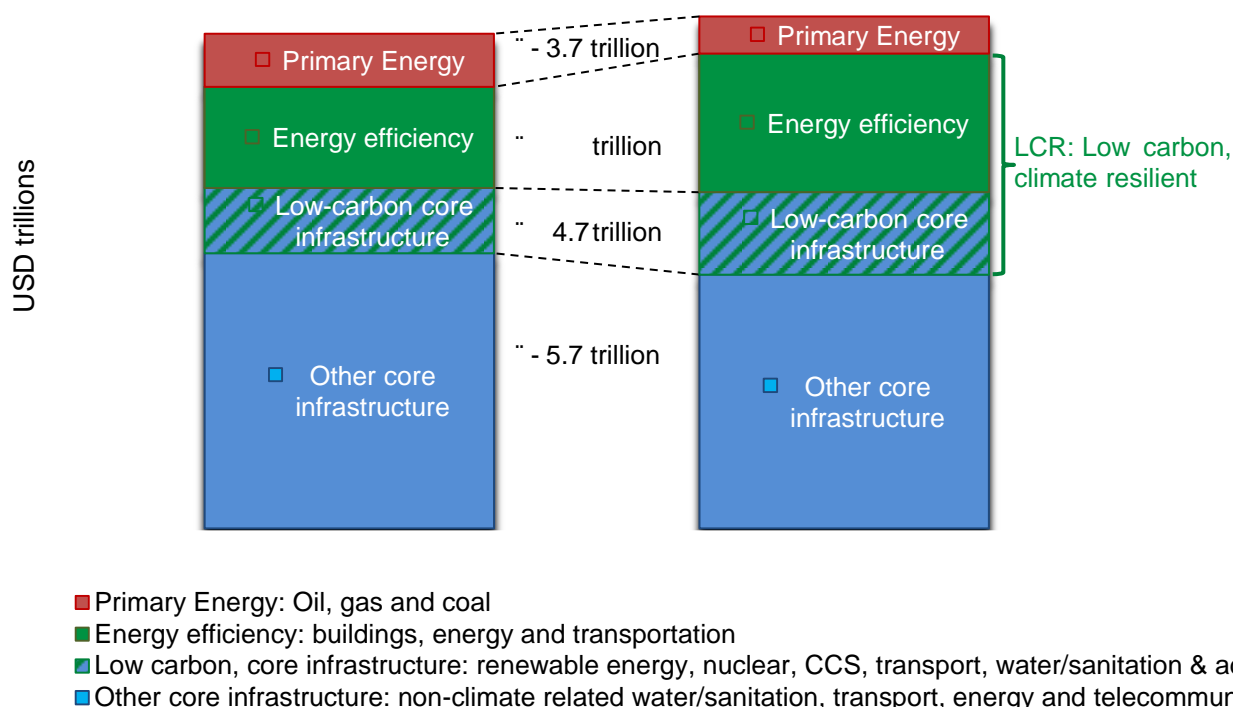 USD trillions
Primary Energy
Energy efficiency
Low-carbon core
infrastructure
Other core
infrastructure
¨ - 3.7 trillion
¨ trillion
¨ 4.7 trillion
¨ - 5.7 trillion
Primary Energy
Energy efficiency
Low-carbon core
infrastructure
Other core
infrastructure
LCR: Low carbon,
climate resilient
Primary Energy: Oil, gas and coal
Energy efficiency: buildings, energy and transportation
Low carbon, core infrastructure: renewable energy, nuclear, CCS, transport, water/sanitation &
Other core infrastructure: non-climate related water/sanitation, transport, energy and